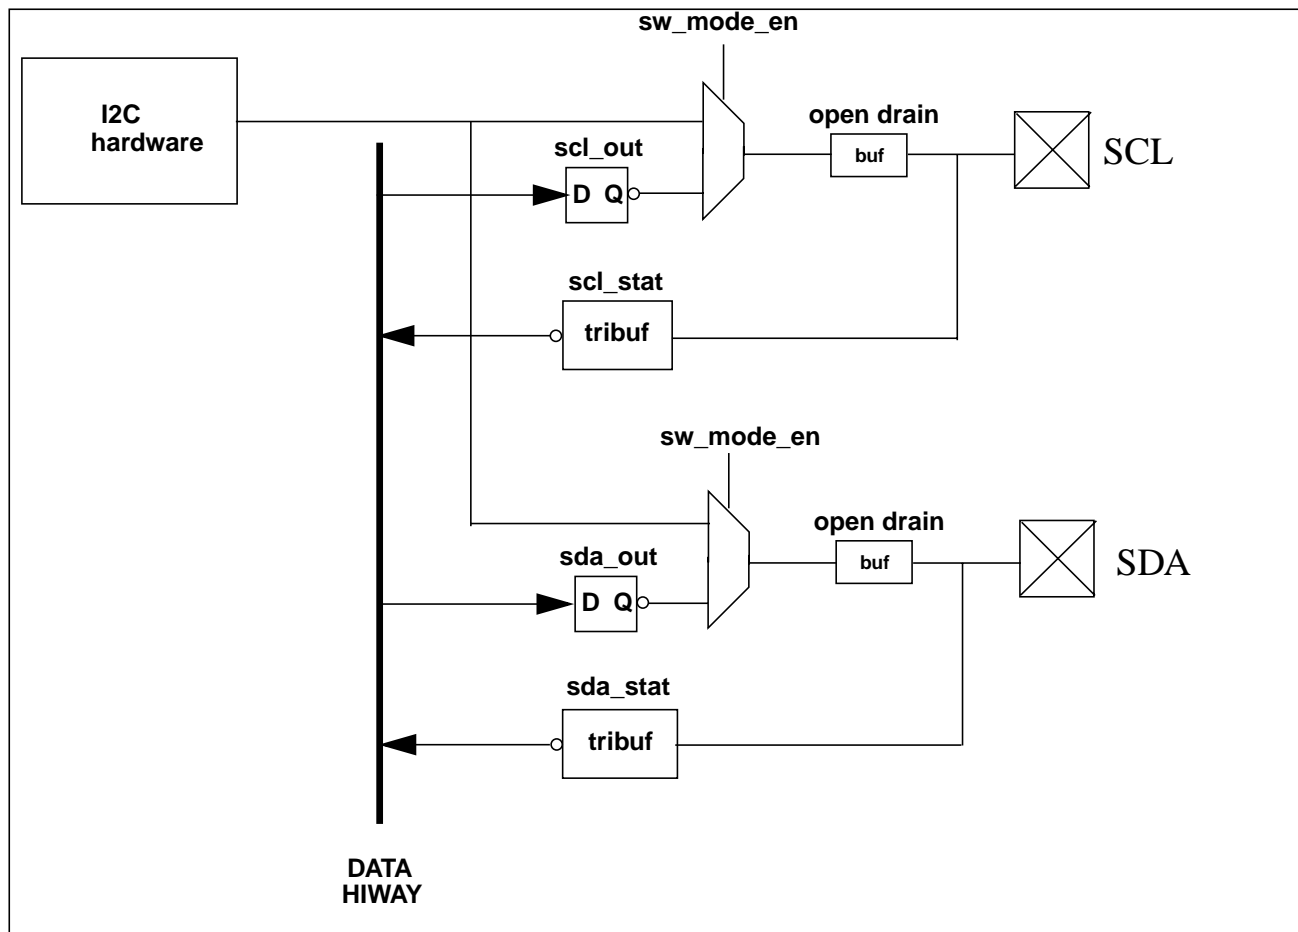 sw_mode_en
I2C
hardware
open drain
scl_out
buf
SCL
D Q
scl_stat
tribuf
sw_mode_en
open drain
sda_out
buf
SDA
D Q
sda_stat
tribuf
DATA
HIWAY